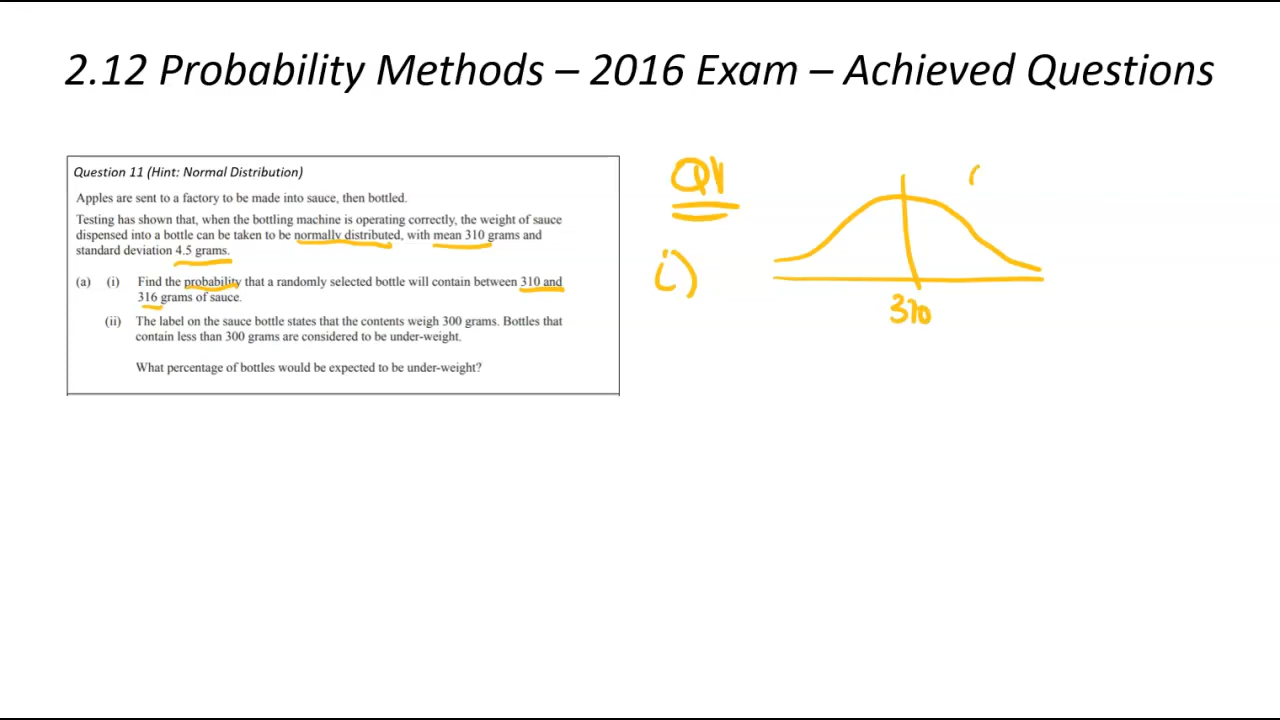 2.12 Probability Methods – 2016 Exam – Achieved Questions
Question 11 (Hint: Normal Distribution)
Apples are sent to a factory to be made into sauce, then bottled.
Testing has shown that, when the bottling machine is operating correctly, the weight of sauce
dispensed into a bottle can be taken to be normally distributed, with mean 310 grams and
standard deviation 4.5 grams.
(a) (i) Find the probability that a randomly selected bottle will contain between 310 and
316 grams of sauce.
(ii) The label on the sauce bottle states that the contents weigh 300 grams. Bottles that
contain less than 300 grams are considered to be under-weight.
What percentage of bottles would be expected to be under-weight?
i)
310